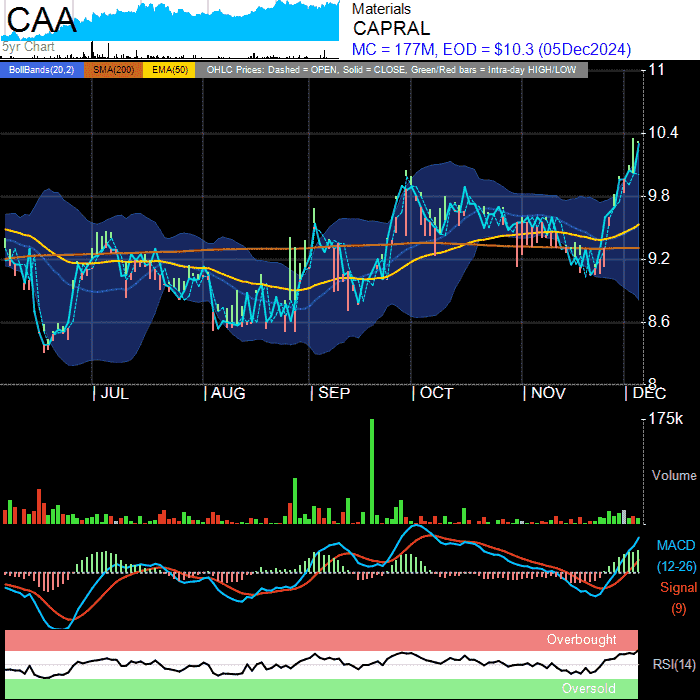 CAA
5yr Chart
Materials
CAPRAL
MC = 177M, EOD = $10.3 (05Dec2024)
BollBands(20,2) SMA(200) EMA(50) OHLC Prices: Dashed = OPEN, Solid = CLOSE, Green/Red bars = Intra-day HIGH/LOW
11
10.4
9.8
9.2
8.6
8
JUL AUG SEP OCT NOV DEC
175k
Volume
MACD
(12-26)
Signal
(9)
Overbought
RSI(14)
Oversold